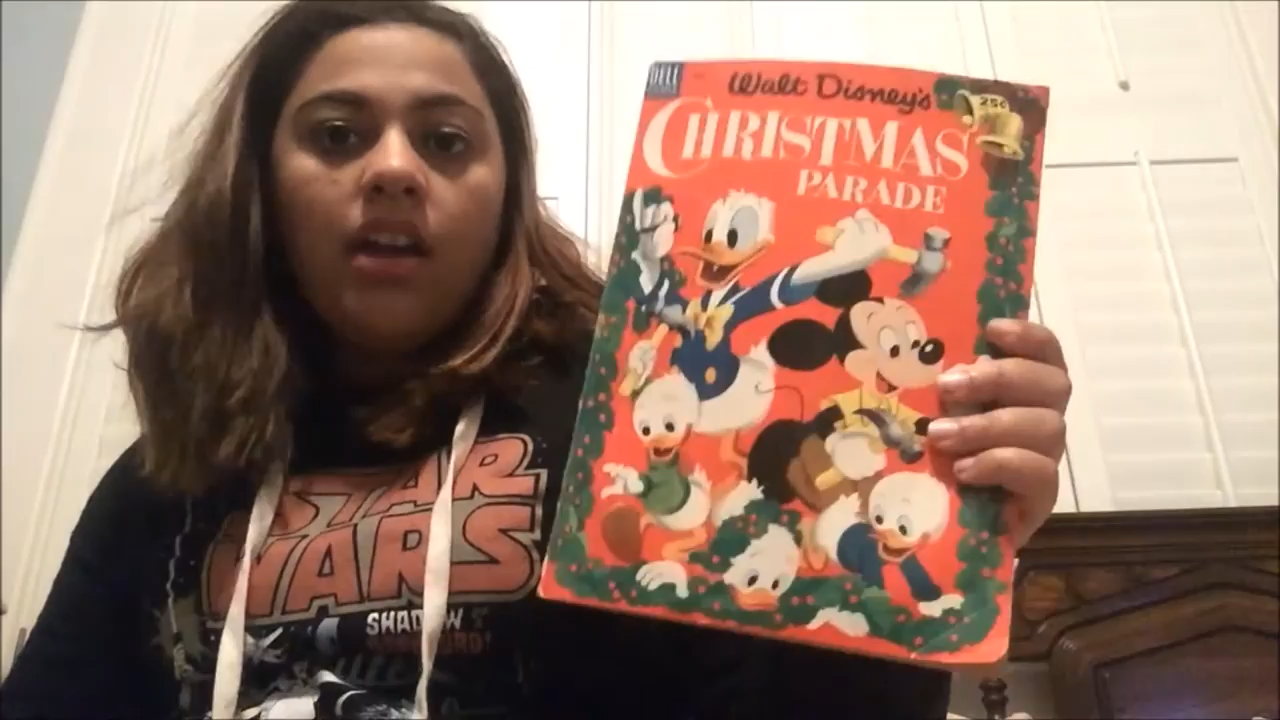 DELL
Walt Disney's
25¢
CHRISTMAS
PARADE
STAR
WARS
SHADOW